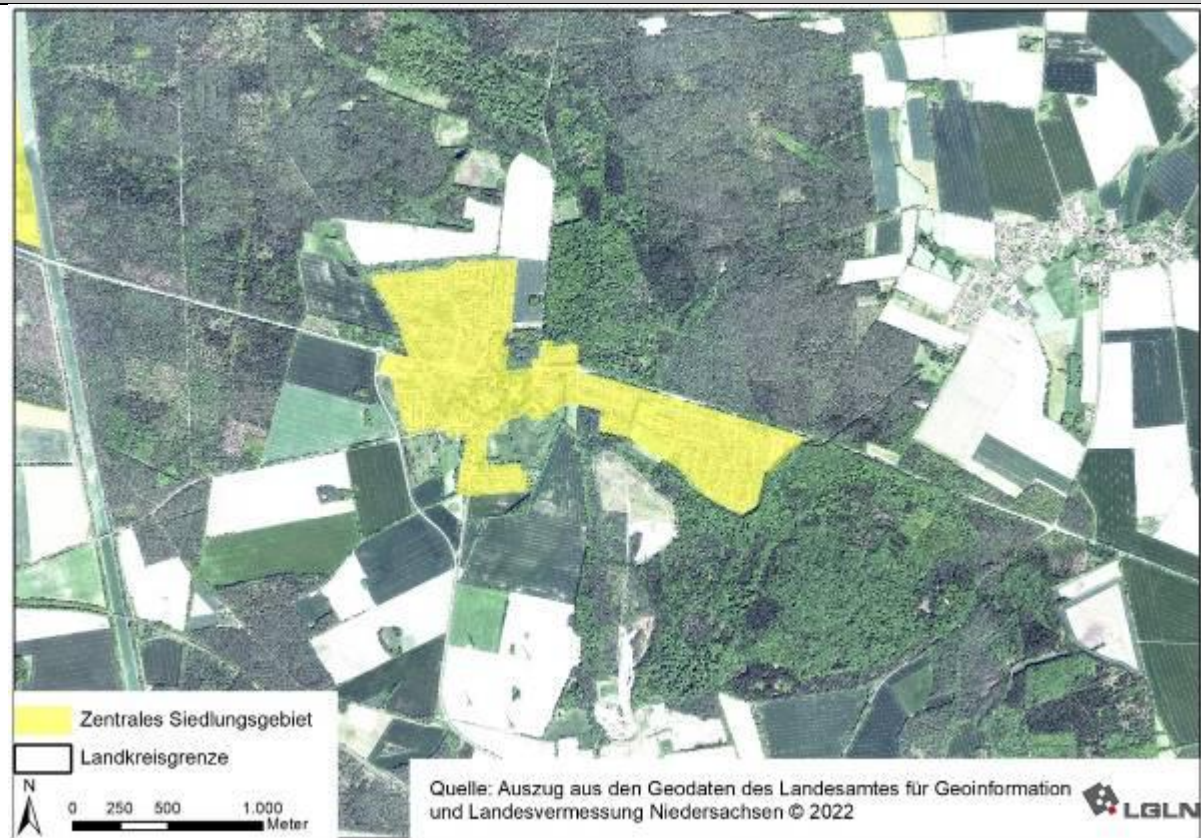 Zentrales Siedlungsgebiet
Landkreisgrenze
N
0 250 500 1.000
Meter
Quelle: Auszug aus den Geodaten des Landesamtes für Geoinformation
und Landesvermessung Niedersachsen © 2022
LGLN